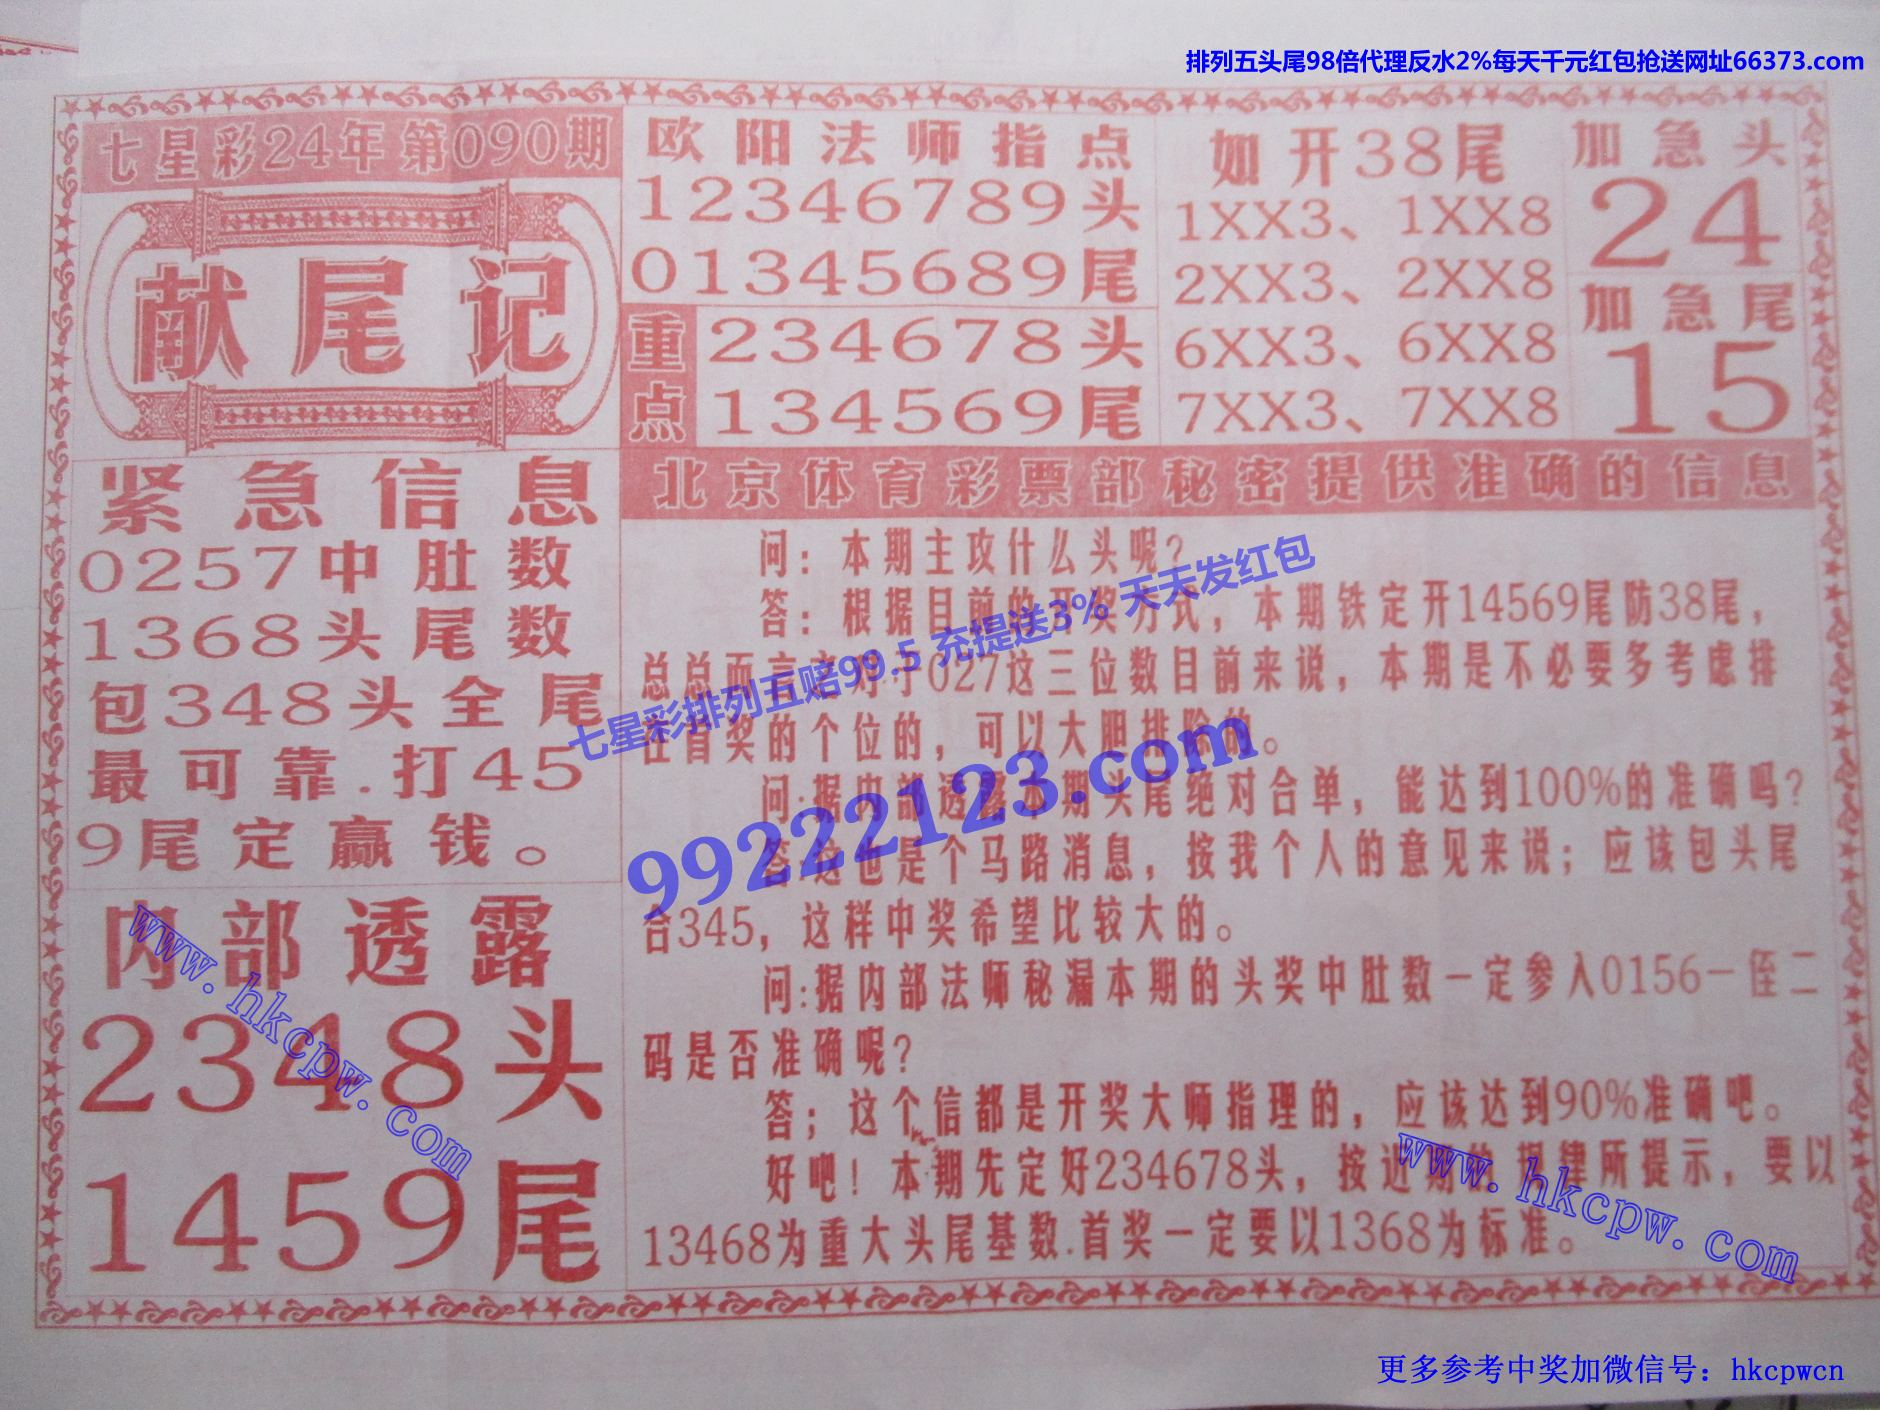 排列五头尾98倍代理反水2%每天千元红包抢送网址66373.com
七星彩24年第090期
献尾记
欧阳法师指点
12346789头
01345689尾
重点
234678头
134569尾
如开38尾
1XX3、1XX8
2XX3、2XX8
6XX3、6XX8
7XX3、7XX8
加急头
24
加急尾
15
紧急信息
0257中肚数
1368头尾数
包348头全尾
最可靠.打45
9尾定赢钱。
内部透露
2348头
1459尾
北京体育彩票部秘密提供准确的信息
问：本期主攻什么头呢？
答：根据目前的开奖方式，本期铁定开14569尾防38尾，
总总而言之对于027这三位数目前来说，本期是不必要多考虑排
在首奖的个位的，可以大胆排除的。
问:据内部透露本期头尾绝对合单，能达到100%的准确吗？
答:这也是个马路消息，按我个人的意见来说；应该包头尾
合345，这样中奖希望比较大的。
问:据内部法师秘漏本期的头奖中肚数一定参入0156一侄二
码是否准确呢？
答；这个信都是开奖大师指理的，应该达到90%准确吧。
好吧！本期先定好234678头，按近期的规律所提示，要以
13468为重大头尾基数.首奖一定要以1368为标准。
七星彩排列五赔99.5 充提送3% 天天发红包
99222123.com
www.hkcpw.com
www.hkcpw.com
更多参考中奖加微信号：hkcpwcn